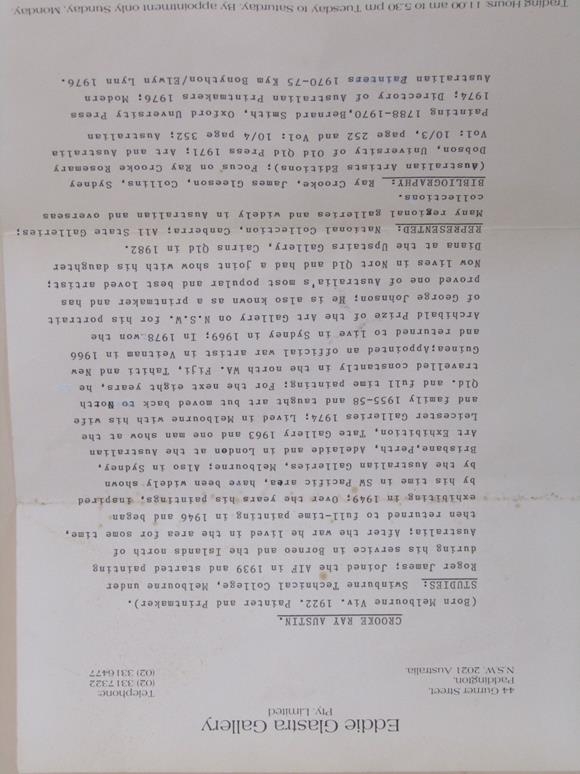 Eddie Glastra Gallery
Pty. Limited
44 Gurner Street,
Paddington,
N.S.W. 2021 Australia.
Telephone:
(02) 331 7322
(02) 331 6477
CROOKE RAY AUSTIN.
(Born Melbourne Viv. 1922. Painter and Printmaker).
STUDIES: Swinburne Technical College, Melbourne under
Roger James; Joined the AIF in 1939 and started painting
during his service in Borneo and the Islands north of
Australia; After the war he lived in the area for some time,
then returned to full-time painting in 1946 and began
exhibiting in 1949; Over the years his paintings, inspired
by his time in SW Pacific area, have been widely shown
by the Australian Galleries, Melbourne; Also in Sydney,
Brisbane,Perth, Adelaide and in London at the Australian
Art Exhibition, Tate Gallery 1963 and one man show at the
Leicester Galleries 1974; Lived in Melbourne with his wife
and family 1955-58 and taught art but moved back to North
Qld. and full time painting; For the next eight years, he
travelled constantly in the north WA. Fiji, Tahiti and New
Guinea;Appointed an official war artist in Vietnam in 1966
and returned to live in Sydney in 1969; In 1978 won the
Archibald Prize of the Art Gallery on N.S.W. for his portrait
of George Johnson; He is also known as a printmaker and has
proved one of Australia's most popular and best loved artist;
Now lives in Nort Qld and had a joint show with his daughter
Diana at the Upstairs Gallery, Cairns Qld in 1982.
REPRESENTED: National Collection, Canberra; All State Galleries;
Many regional galleries and widely in Australian and overseas
collections.
BIBLIOGRAPHY: Ray Crooke, James Gleeson, Collins, Sydney
(Australian Artists Editions); Focus on Ray Crooke Rosemary
Dobson, University of Old Qld Press 1971; Art and Australia
Vol: 10/3, page 252 and Vol: 10/4 page 352; Australian
Painting 1788-1970, Bernard Smith, Oxford Unversity Press
1974; Directory of Australian Printmakers 1976; Modern
Australian Painters 1970-75 Kym Bonython/Elwyn Lynn 1976.
Trading Hours: 11.00 am to 5.30 pm Tuesday to Saturday. By appointment only Sunday, Monday.